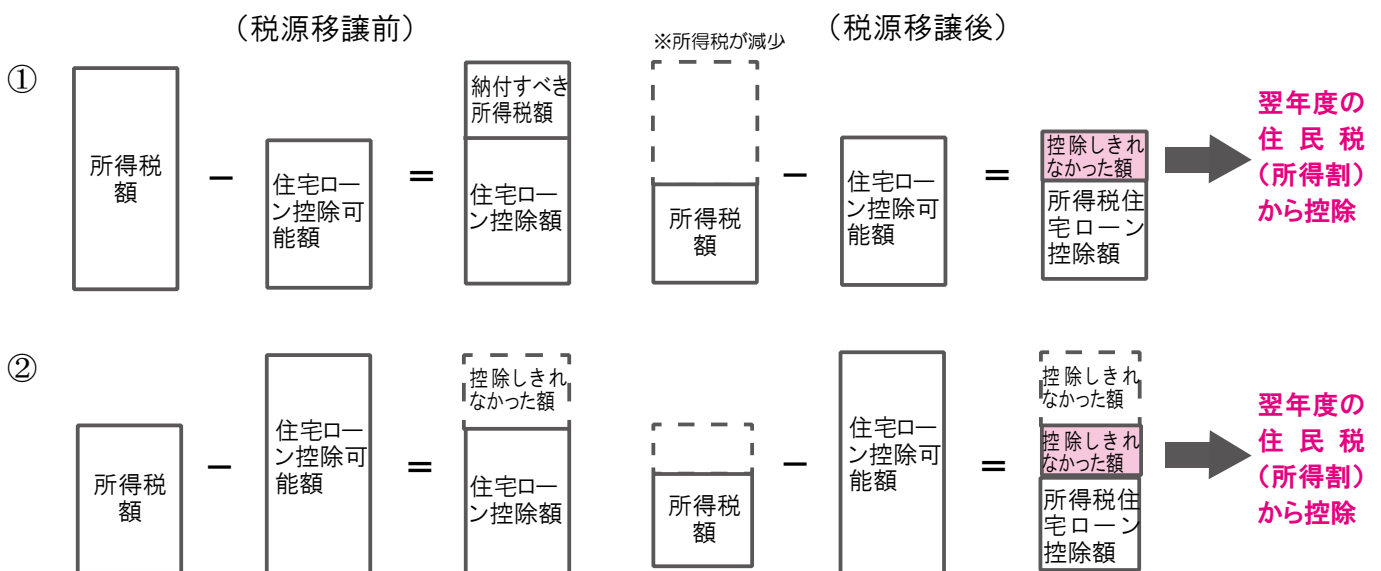 （税源移譲前）
（税源移譲後）
※所得税が減少
①
所得税
額
−
住宅ロー
ン控除可
能額
=
納付すべき
所得税額
住宅ロー
ン控除額
所得税
額
−
住宅ロー
ン控除可
能額
=
控除しきれ
なかった額
所得税住
宅ローン
控除額
翌年度の
住民税
（所得割）
から控除
②
所得税
額
−
住宅ロー
ン控除可
能額
=
控除しきれ
なかった額
住宅ロー
ン控除額
所得税
額
−
住宅ロー
ン控除可
能額
=
控除しきれ
なかった額
控除しきれ
なかった額
所得税住
宅ローン
控除額
翌年度の
住民税
（所得割）
から控除